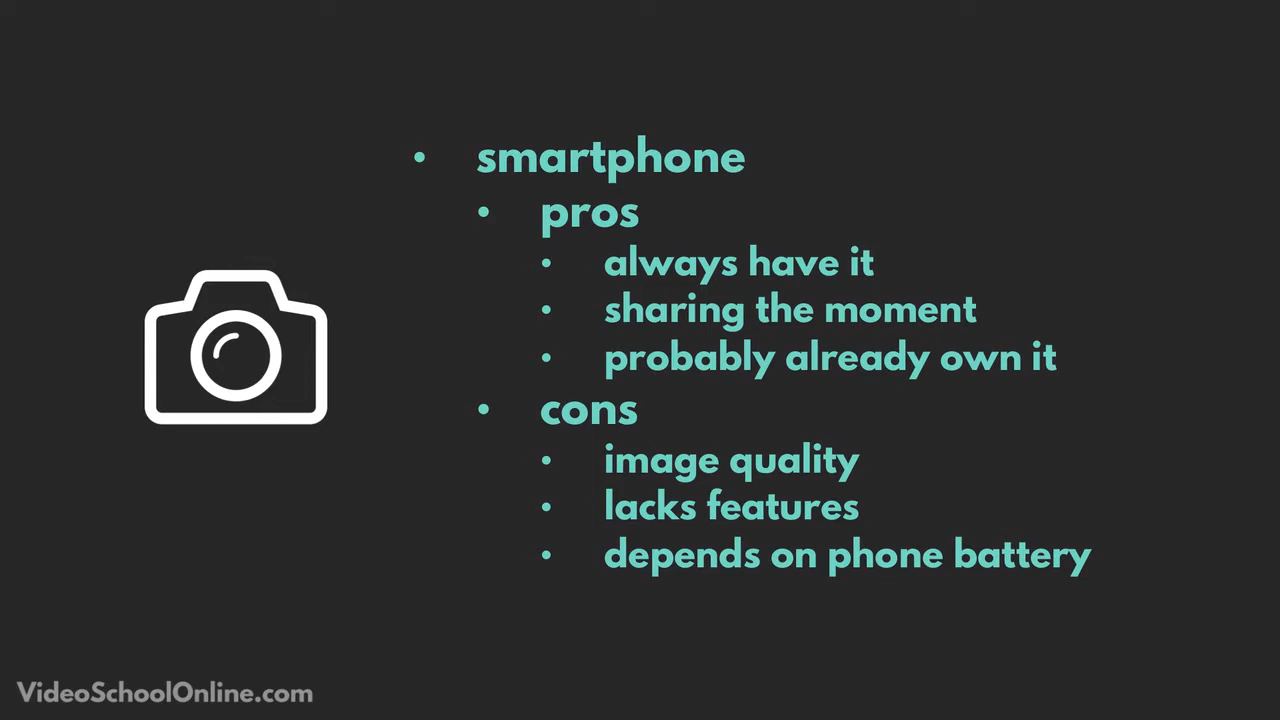 • smartphone
• pros
• always have it
• sharing the moment
• probably already own it
• cons
• image quality
• lacks features
• depends on phone battery
VideoSchoolOnline.com